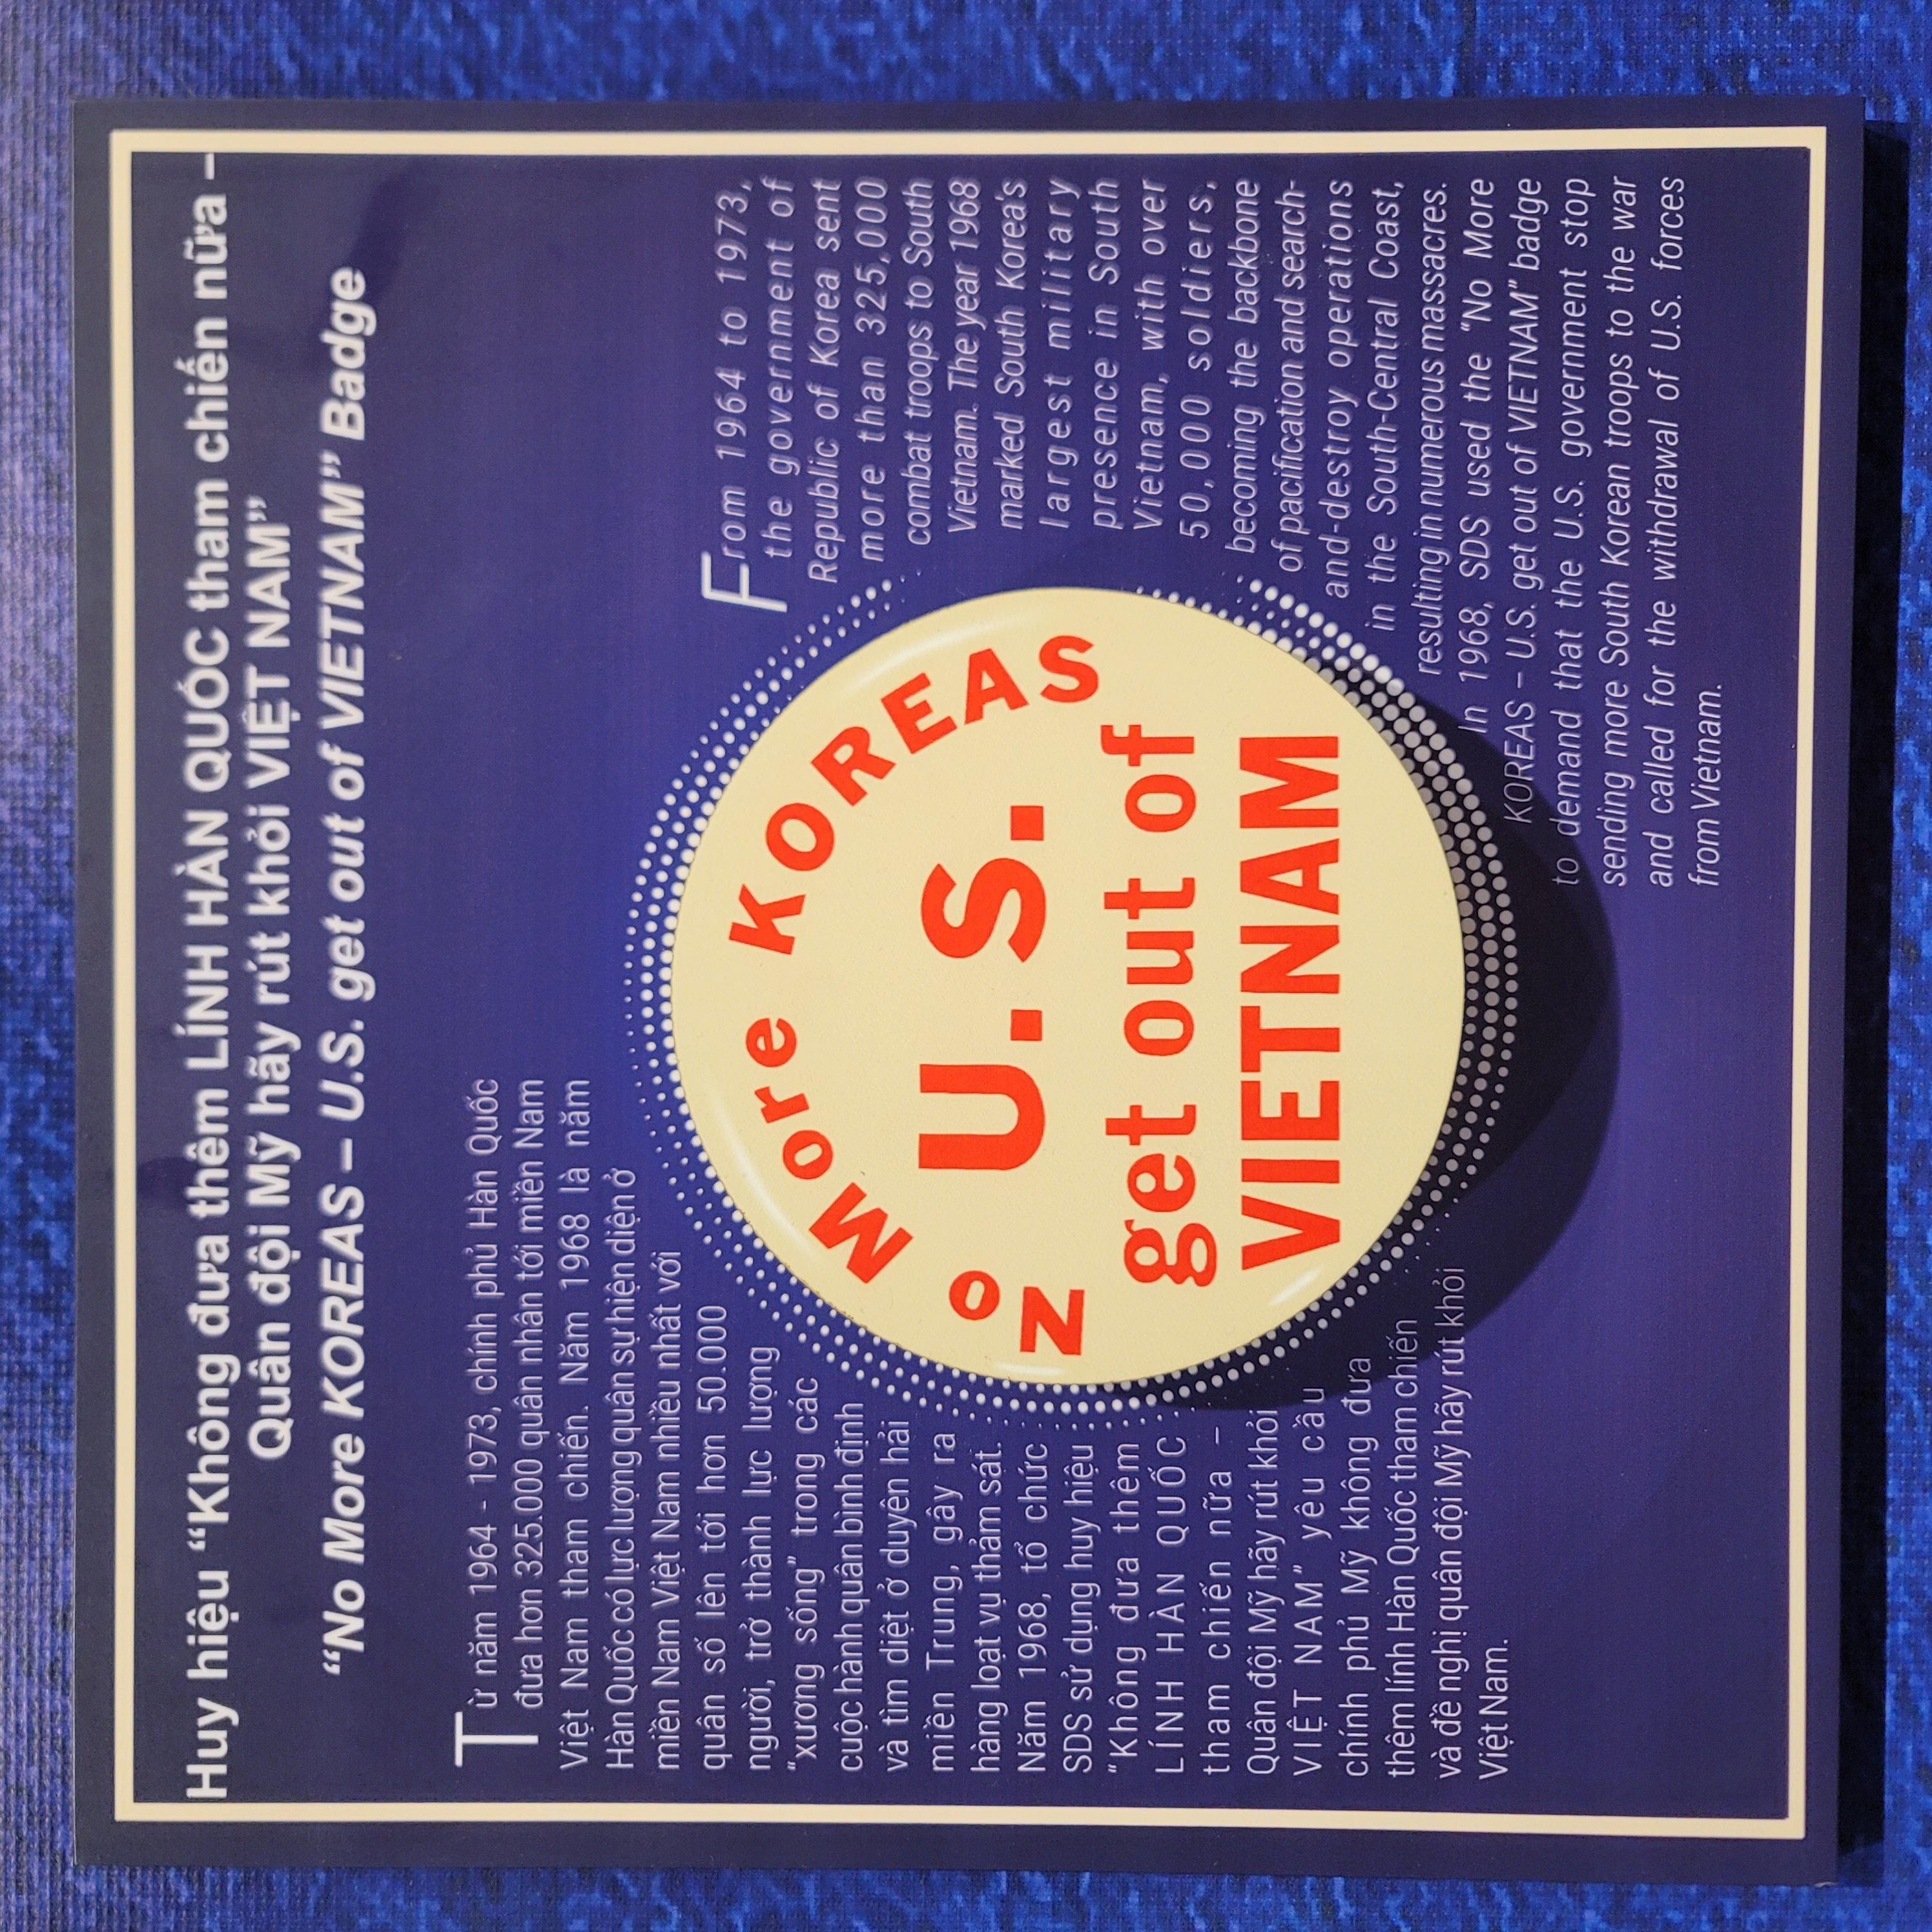 Huy hiệu “Không đưa thêm LÍNH HÀN QUỐC tham chiến nữa –
Quân đội Mỹ hãy rút khỏi VIỆT NAM”
“No More KOREAS – U.S. get out of VIETNAM” Badge
Từ năm 1964 - 1973, chính phủ Hàn Quốc
đưa hơn 325.000 quân nhân tới miền Nam
Việt Nam tham chiến. Năm 1968 là năm
Hàn Quốc có lực lượng quân sự hiện diện ở
miền Nam Việt Nam nhiều nhất với
quân số lên tới hơn 50.000
người, trở thành lực lượng
“xương sống” trong các
cuộc hành quân bình định
và tìm diệt ở duyên hải
miền Trung, gây ra
hàng loạt vụ thảm sát.
Năm 1968, tổ chức
SDS sử dụng huy hiệu
“Không đưa thêm
LÍNH HÀN QUỐC
tham chiến nữa –
Quân đội Mỹ hãy rút khỏi
VIỆT NAM” yêu cầu
chính phủ Mỹ không đưa
thêm lính Hàn Quốc tham chiến
và đề nghị quân đội Mỹ hãy rút khỏi
Việt Nam.
No More KOREAS
U.S.
get out of
VIETNAM
From 1964 to 1973,
the government of
Republic of Korea sent
more than 325,000
combat troops to South
Vietnam. The year 1968
marked South Korea's
largest military
presence in South
Vietnam, with over
50,000 soldiers,
becoming the backbone
of pacification and search-
and-destroy operations
in the South-Central Coast,
resulting in numerous massacres.
In 1968, SDS used the “No More
KOREAS – U.S. get out of VIETNAM” badge
to demand that the U.S. government stop
sending more South Korean troops to the war
and called for the withdrawal of U.S. forces
from Vietnam.